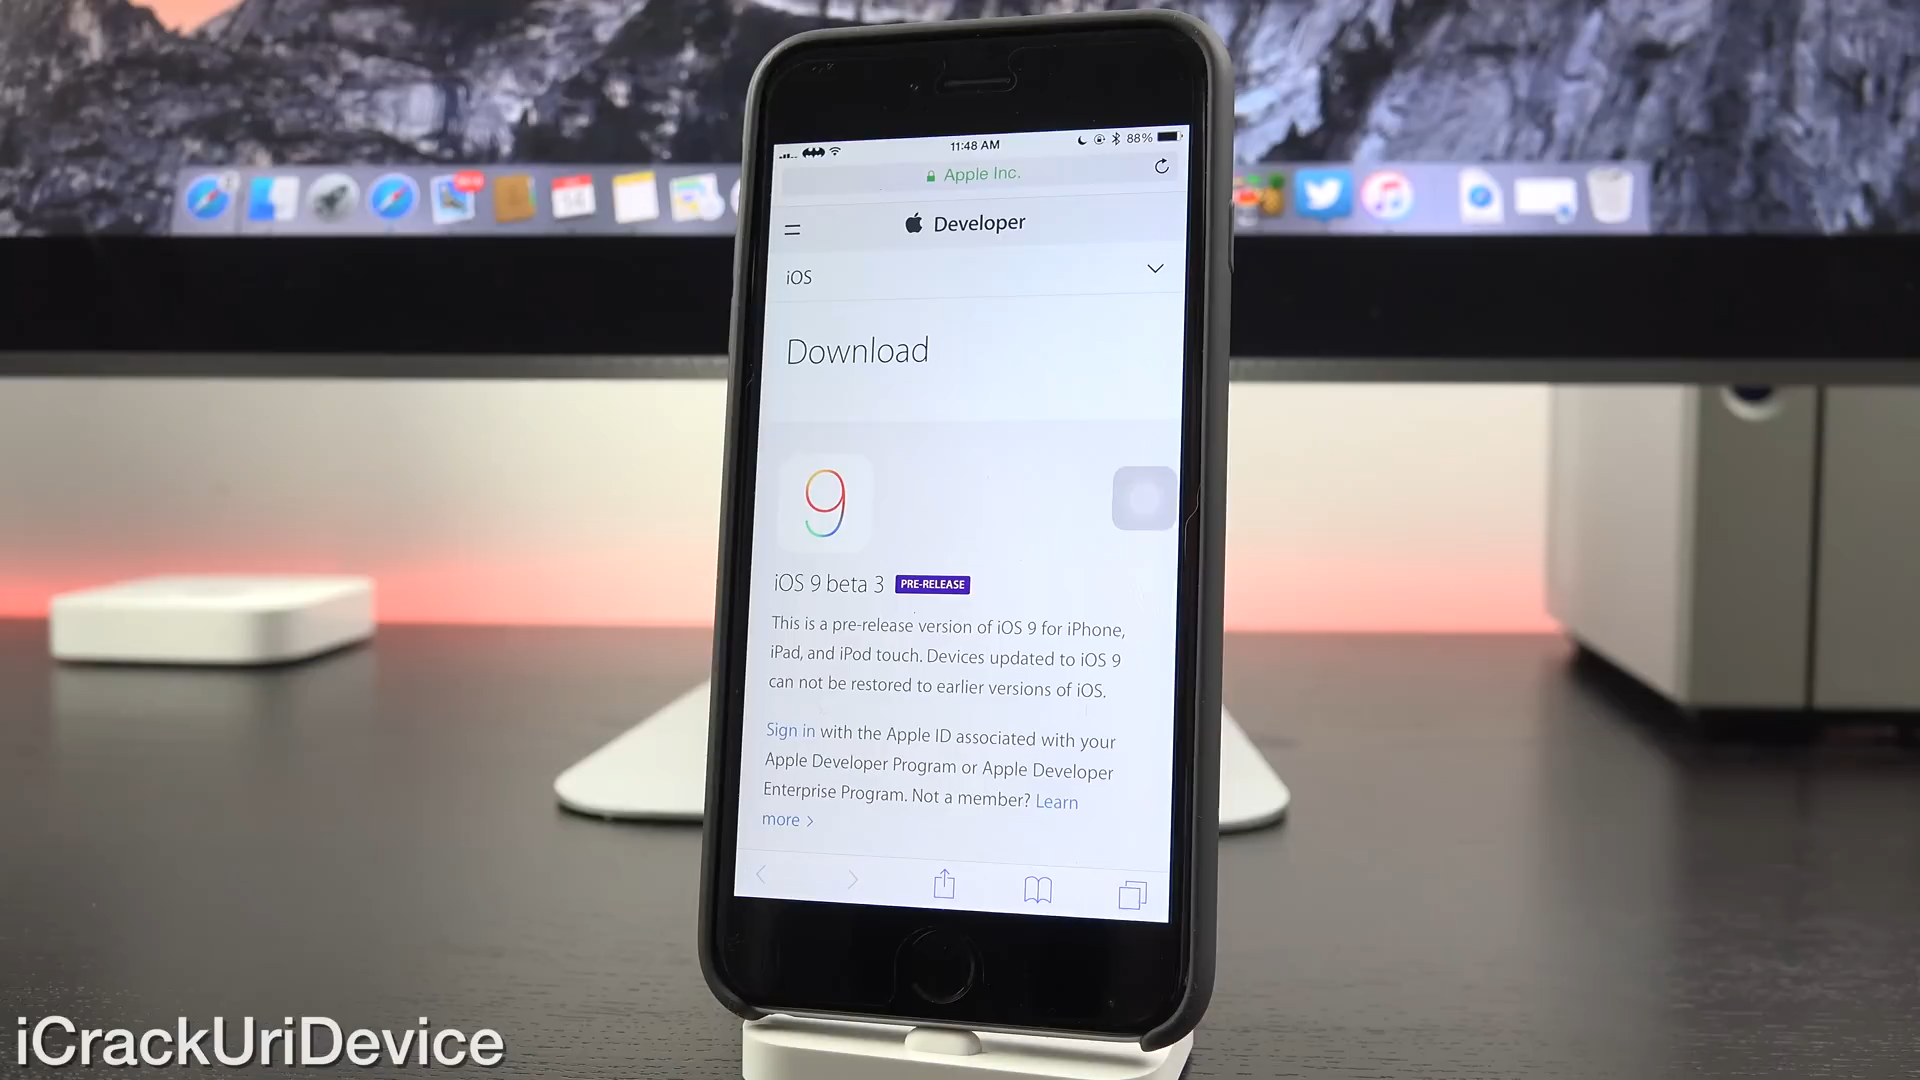 11:48 AM
88%
Apple Inc.
Developer
iOS
Download
9
iOS 9 beta 3 PRE-RELEASE
This is a pre-release version of iOS 9 for iPhone,
iPad, and iPod touch. Devices updated to iOS 9
can not be restored to earlier versions of iOS.
Sign in with the Apple ID associated with your
Apple Developer Program or Apple Developer
Enterprise Program. Not a member? Learn
more >
iCrackUriDevice